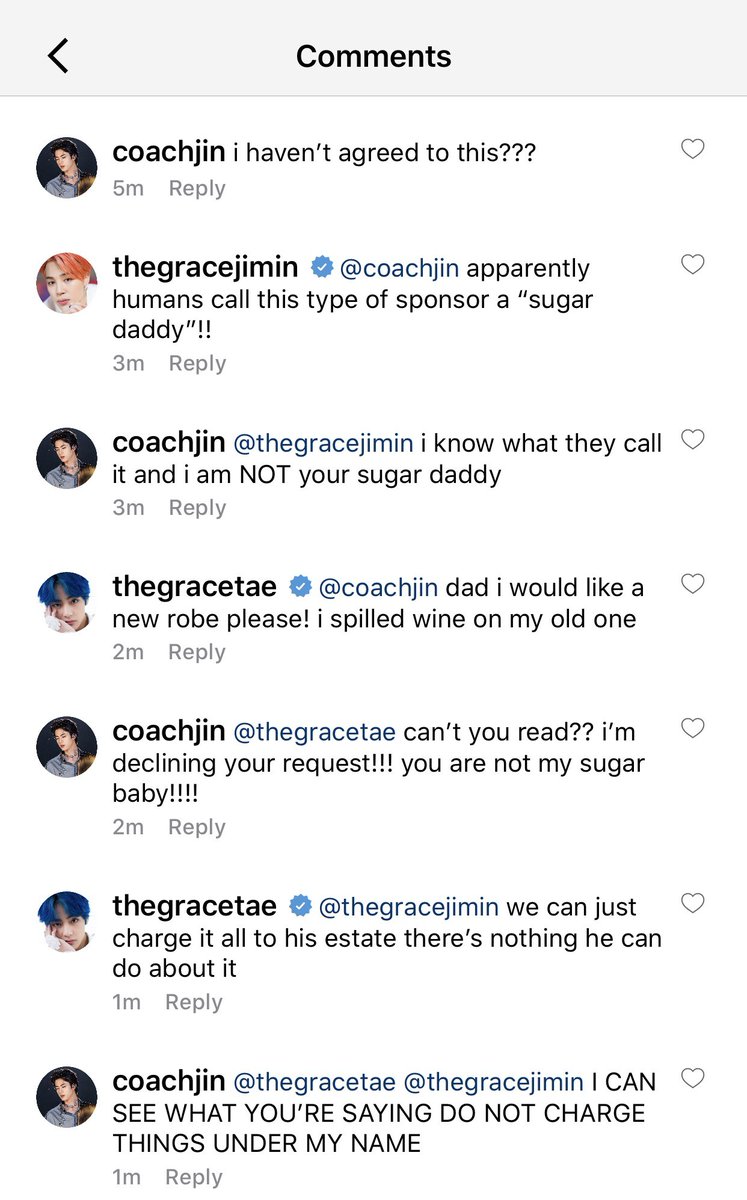 Comments
coachjin i haven’t agreed to this???
5m Reply
thegracejimin @coachjin apparently
humans call this type of sponsor a “sugar
daddy”!!
3m Reply
coachjin @thegracejimin i know what they call
it and i am NOT your sugar daddy
3m Reply
thegracetae @coachjin dad i would like a
new robe please! i spilled wine on my old one
2m Reply
coachjin @thegracetae can’t you read?? i’m
declining your request!!! you are not my sugar
baby!!!!
2m Reply
thegracetae @thegracejimin we can just
charge it all to his estate there’s nothing he can
do about it
1m Reply
coachjin @thegracetae @thegracejimin I CAN
SEE WHAT YOU’RE SAYING DO NOT CHARGE
THINGS UNDER MY NAME
1m Reply